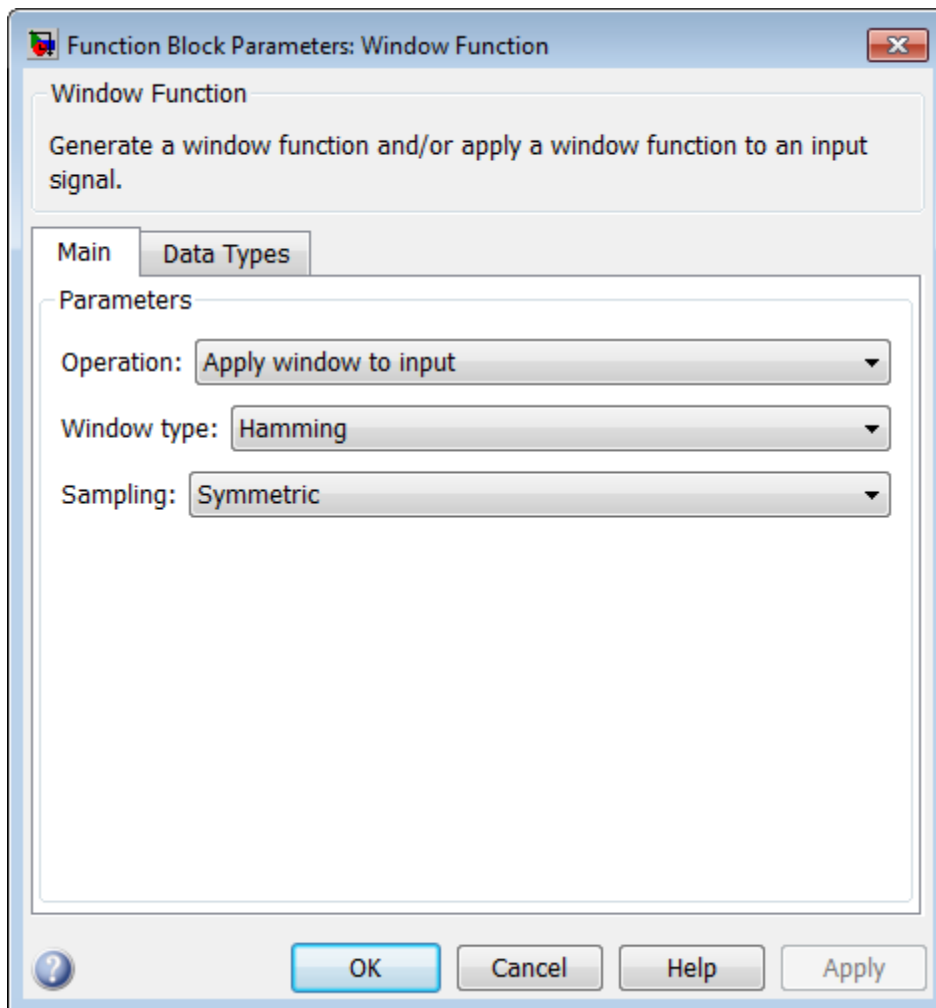 Function Block Parameters: Window Function
Window Function
Generate a window function and/or apply a window function to an input
signal.
Main
Data Types
Parameters
Operation: Apply window to input
Window type: Hamming
Sampling: Symmetric
?
OK
Cancel
Help
Apply